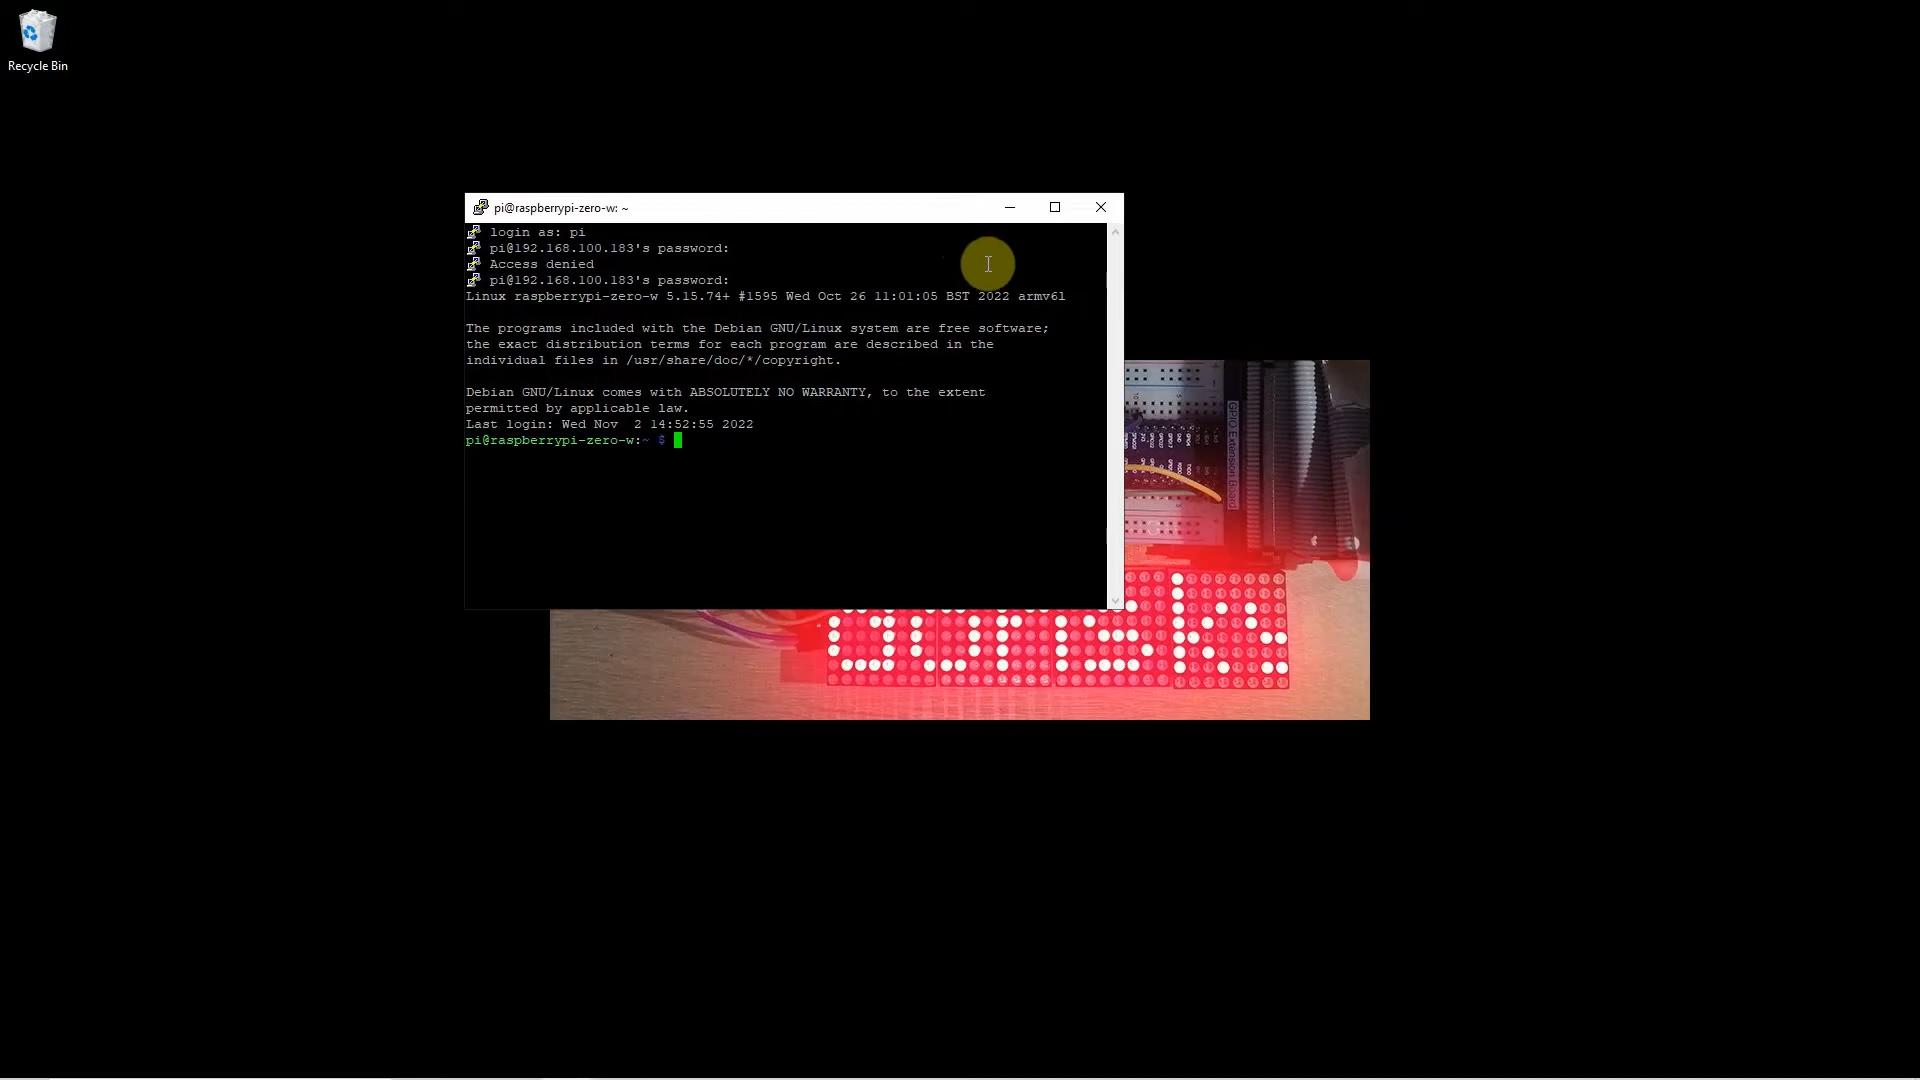 Recycle Bin
pi@raspberrypi-zero-w: ~
login as: pi
pi@192.168.100.183's password:
Access denied
pi@192.168.100.183's password:
Linux raspberrypi-zero-w 5.15.74+ #1595 Wed Oct 26 11:01:05 BST 2022 armv6l
The programs included with the Debian GNU/Linux system are free software;
the exact distribution terms for each program are described in the
individual files in /usr/share/doc/*/copyright.
Debian GNU/Linux comes with ABSOLUTELY NO WARRANTY, to the extent
permitted by applicable law.
Last login: Wed Nov  2 14:52:55 2022
pi@raspberrypi-zero-w:~ $
GPIO Extension Board